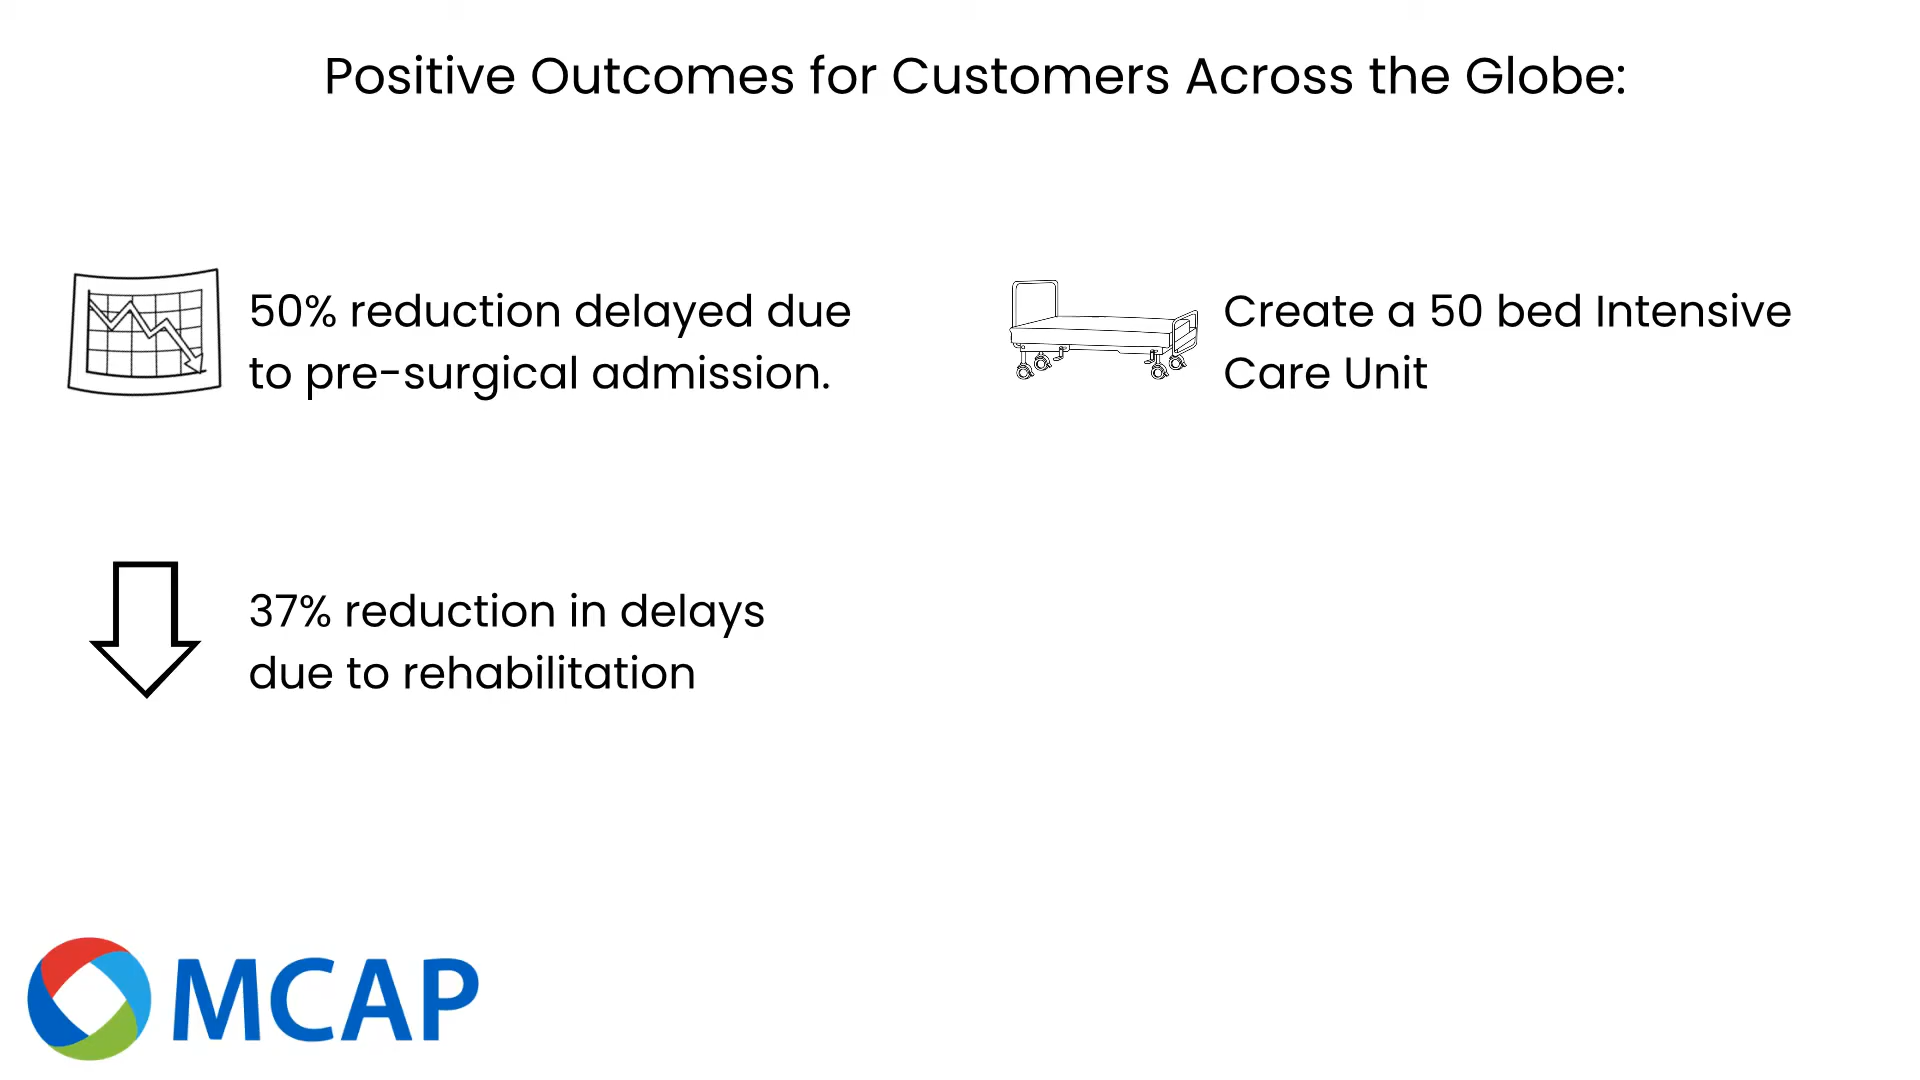 Positive Outcomes for Customers Across the Globe:
50% reduction delayed due
to pre-surgical admission.
Create a 50 bed Intensive
Care Unit
37% reduction in delays
due to rehabilitation
MCAP